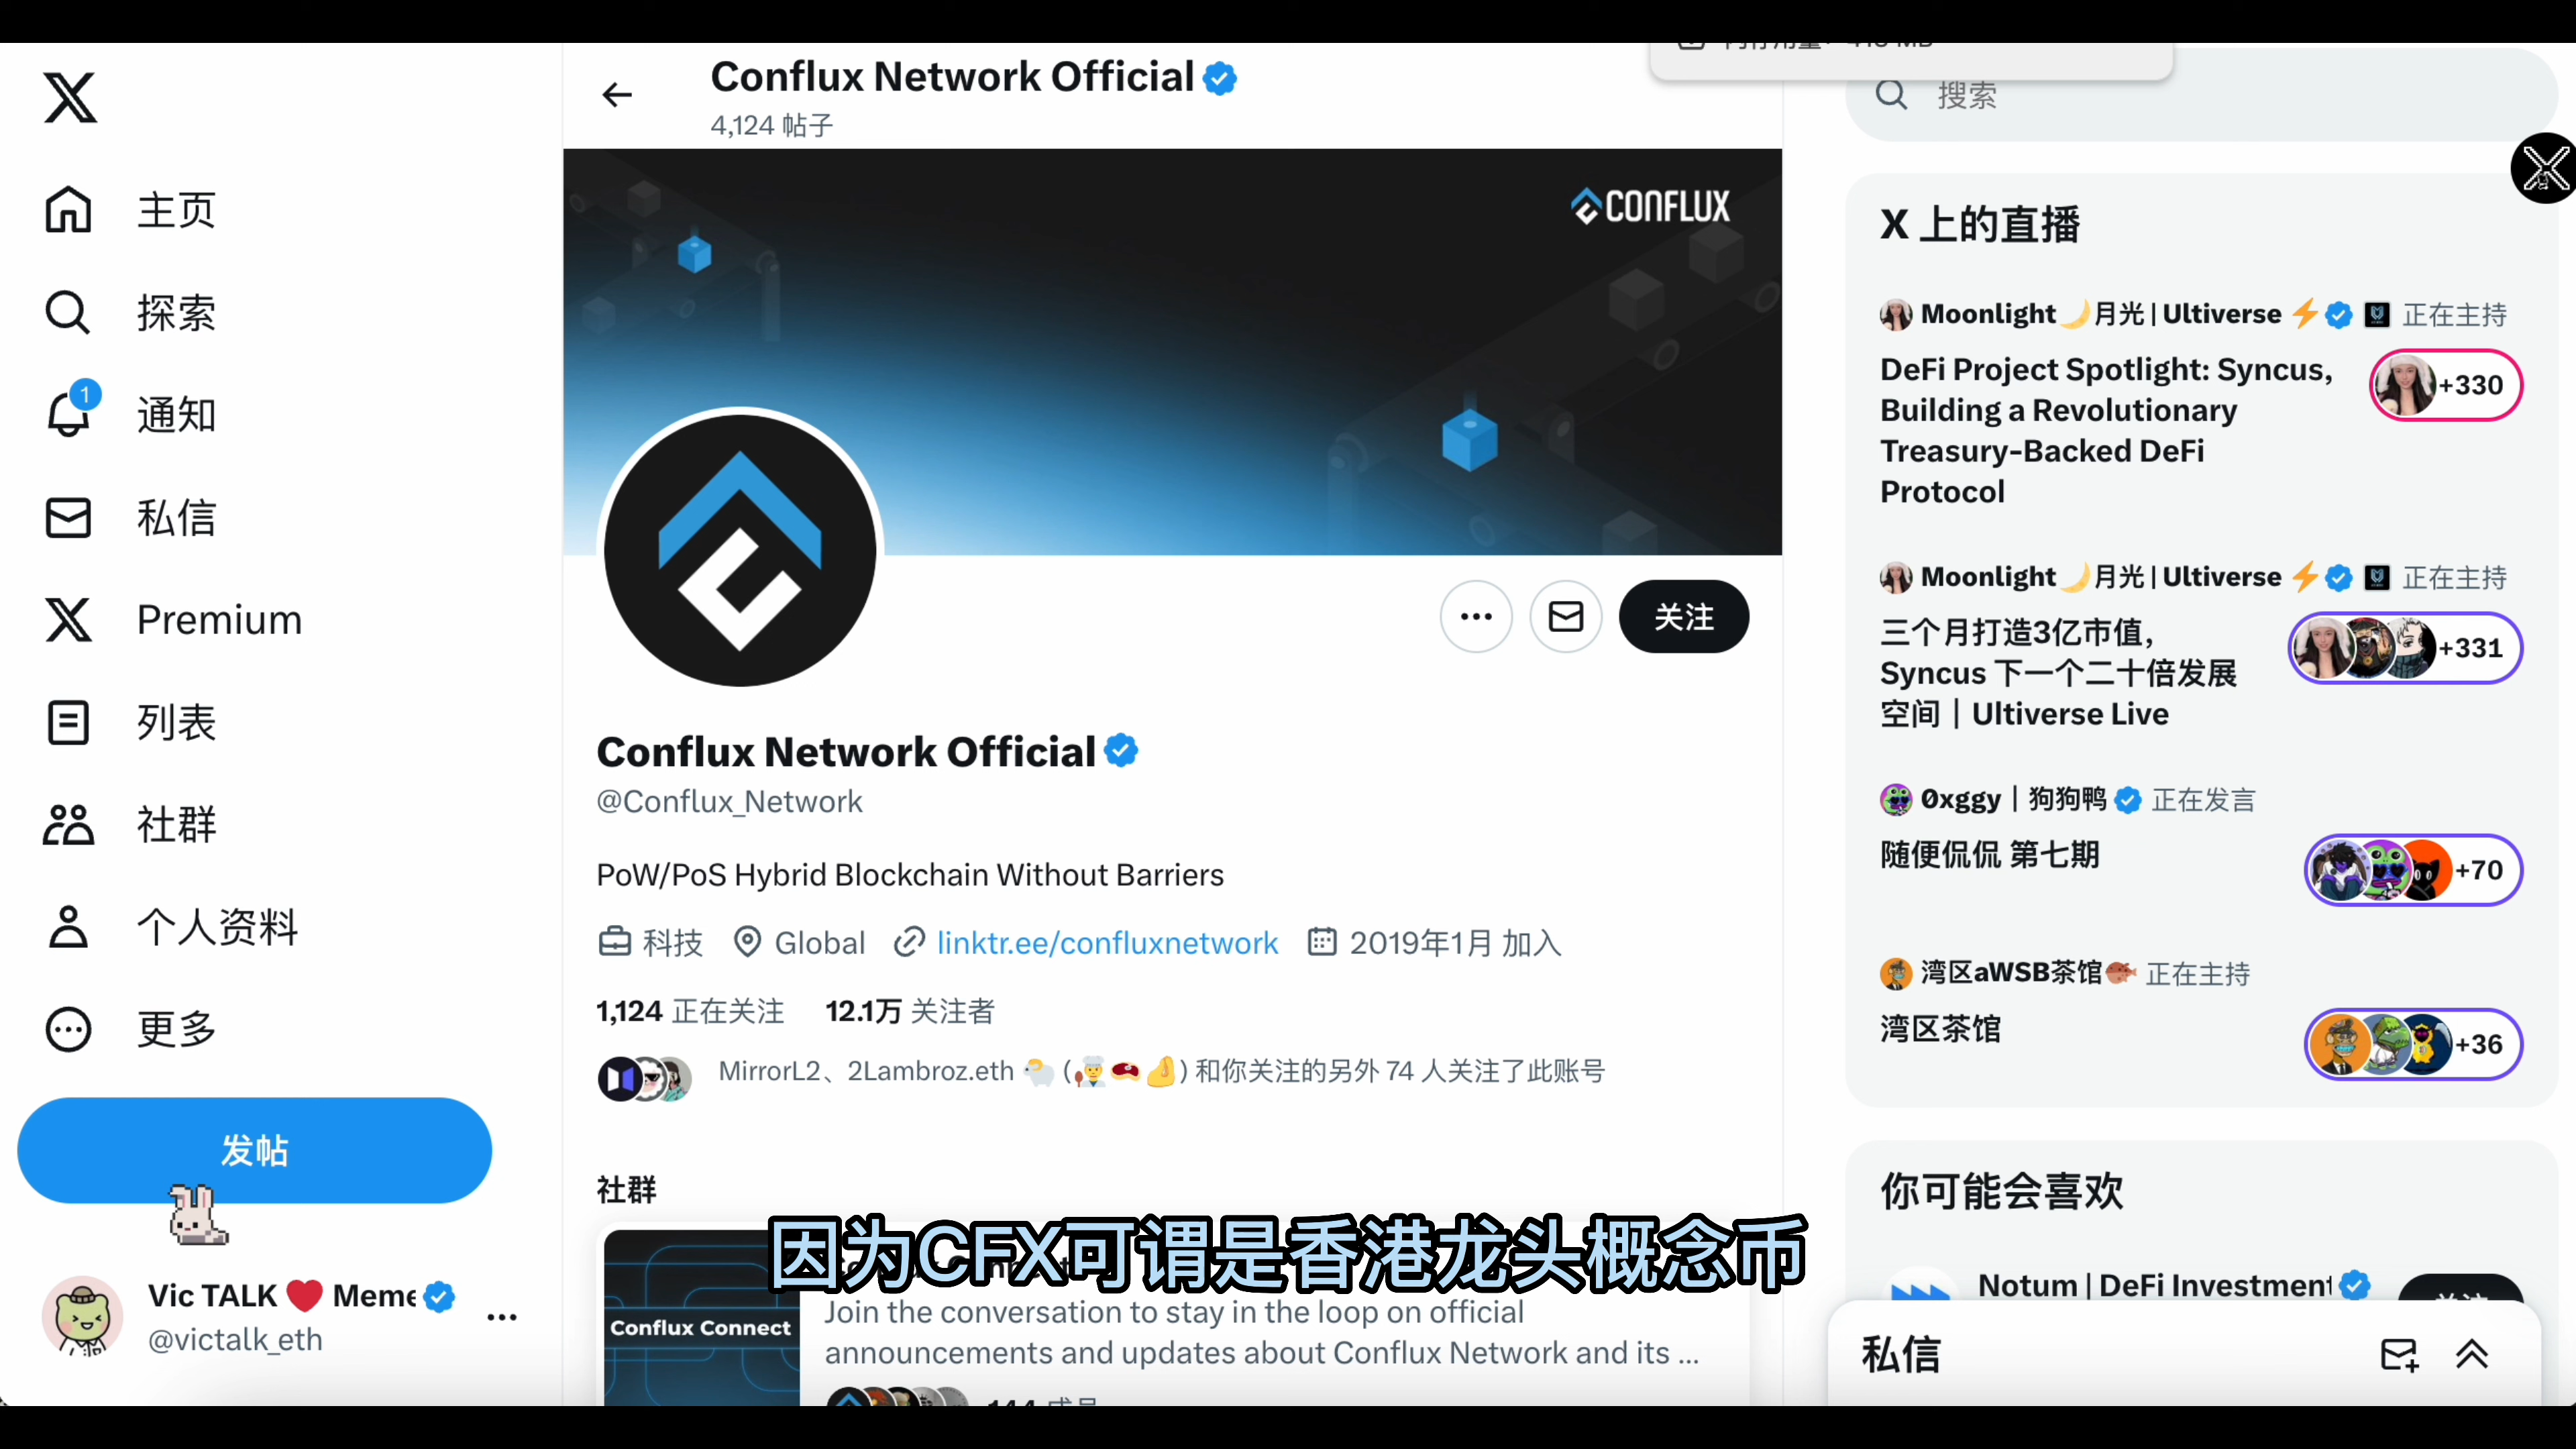 主页
探索
1
通知
私信
Premium
列表
社群
个人资料
更多
发帖
Vic TALK ❤️ Meme
@victalk_eth
Conflux Network Official
4,124 帖子
CONFLUX
关注
Conflux Network Official
@Conflux_Network
PoW/PoS Hybrid Blockchain Without Barriers
科技 Global linktr.ee/confluxnetwork 2019年1月 加入
1,124 正在关注 12.1万 关注者
MirrorL2、2Lambroz.eth 🐑 (👨‍🍳🥩🫴) 和你关注的另外 74 人关注了此账号
社群
因为CFX可谓是香港龙头概念币
Conflux Connect
Join the conversation to stay in the loop on official
announcements and updates about Conflux Network and its ...
搜索
X 上的直播
Moonlight 🌙月光 | Ultiverse ⚡ 正在主持
DeFi Project Spotlight: Syncus,
Building a Revolutionary
Treasury-Backed DeFi
Protocol
+330
Moonlight 🌙月光 | Ultiverse ⚡ 正在主持
三个月打造3亿市值，
Syncus 下一个二十倍发展
空间｜Ultiverse Live
+331
0xggy｜狗狗鸭 正在发言
随便侃侃 第七期
+70
湾区aWSB茶馆🐡 正在主持
湾区茶馆
+36
你可能会喜欢
Notum | DeFi Investment
私信